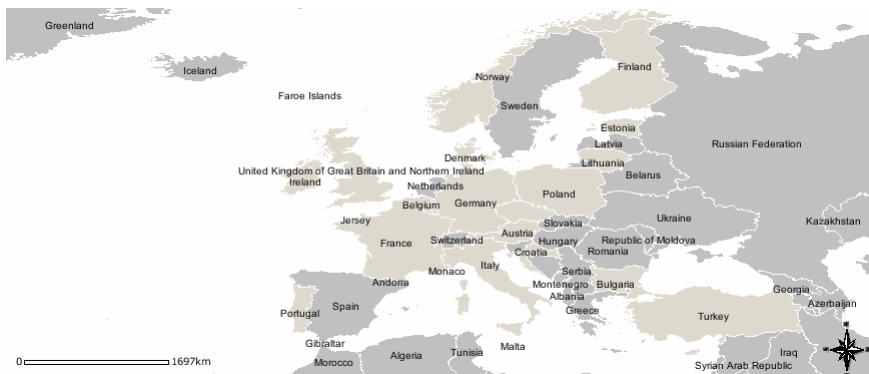 Greenland
Iceland
Faroe Islands
Norway
Finland
Sweden
Estonia
Russian Federation
Latvia
Denmark
Lithuania
United Kingdom of Great Britain and Northern Ireland
Ireland
Belarus
Netherlands
Poland
Belgium
Germany
Jersey
Slovakia
Ukraine
Kazakhstan
Austria
France
Switzerland
Hungary
Republic of Moldova
Romania
Croatia
Italy
Monaco
Serbia
Andorra
Montenegro
Bulgaria
Georgia
Albania
Azerbaijan
Spain
Portugal
Greece
Turkey
Gibraltar
Malta
Algeria
Tunisia
Iraq
Morocco
Syrian Arab Republic
0 1697km